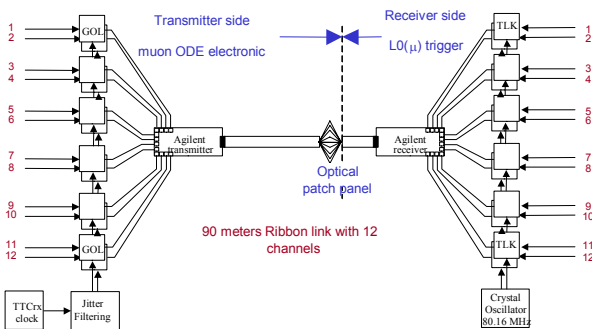 Transmitter side
muon ODE electronic
Receiver side
L0(μ) trigger
1
2
GOL
3
4
5
6
7
8
9
10
11
12
GOL
TTCrx
clock
Jitter
Filtering
Agilent
transmitter
Optical
patch panel
90 meters Ribbon link with 12
channels
Agilent
receiver
TLK
1
2
3
4
5
6
7
8
9
10
TLK
11
12
Crystal
Oscillator
80.16 MHz